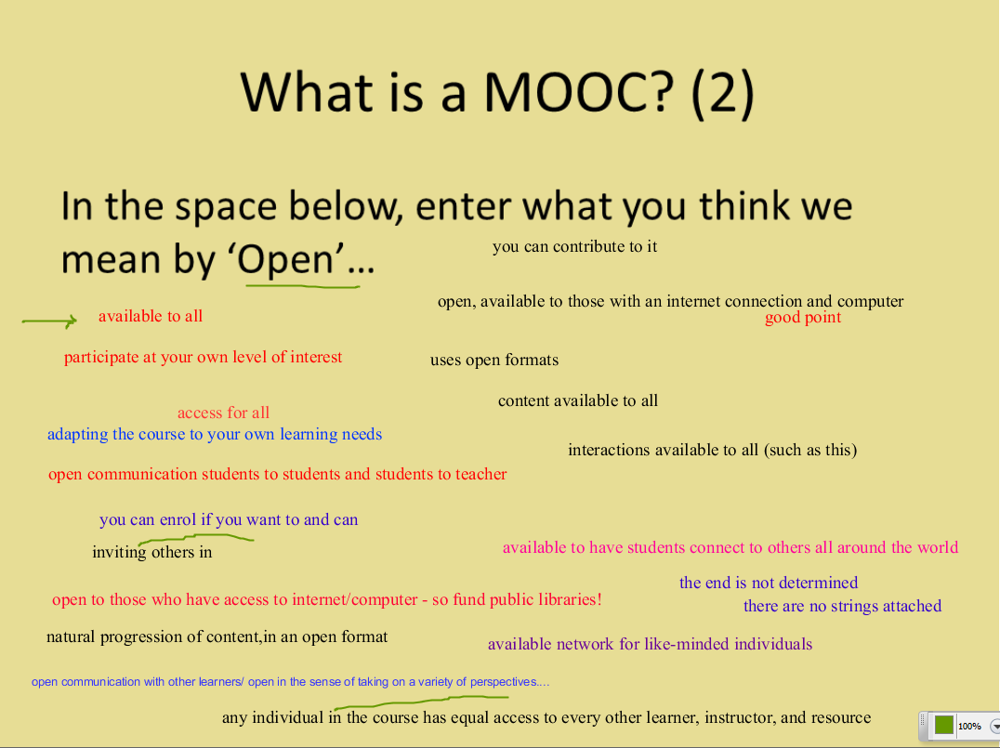 What is a MOOC? (2)
In the space below, enter what you think we
mean by ‘Open’...
you can contribute to it
open, available to those with an internet connection and computer
good point
available to all
participate at your own level of interest
uses open formats
content available to all
access for all
adapting the course to your own learning needs
interactions available to all (such as this)
open communication students to students and students to teacher
you can enrol if you want to and can
inviting others in
available to have students connect to others all around the world
the end is not determined
open to those who have access to internet/computer - so fund public libraries!
there are no strings attached
natural progression of content,in an open format
available network for like-minded individuals
open communication with other learners/ open in the sense of taking on a variety of perspectives....
any individual in the course has equal access to every other learner, instructor, and resource
100%